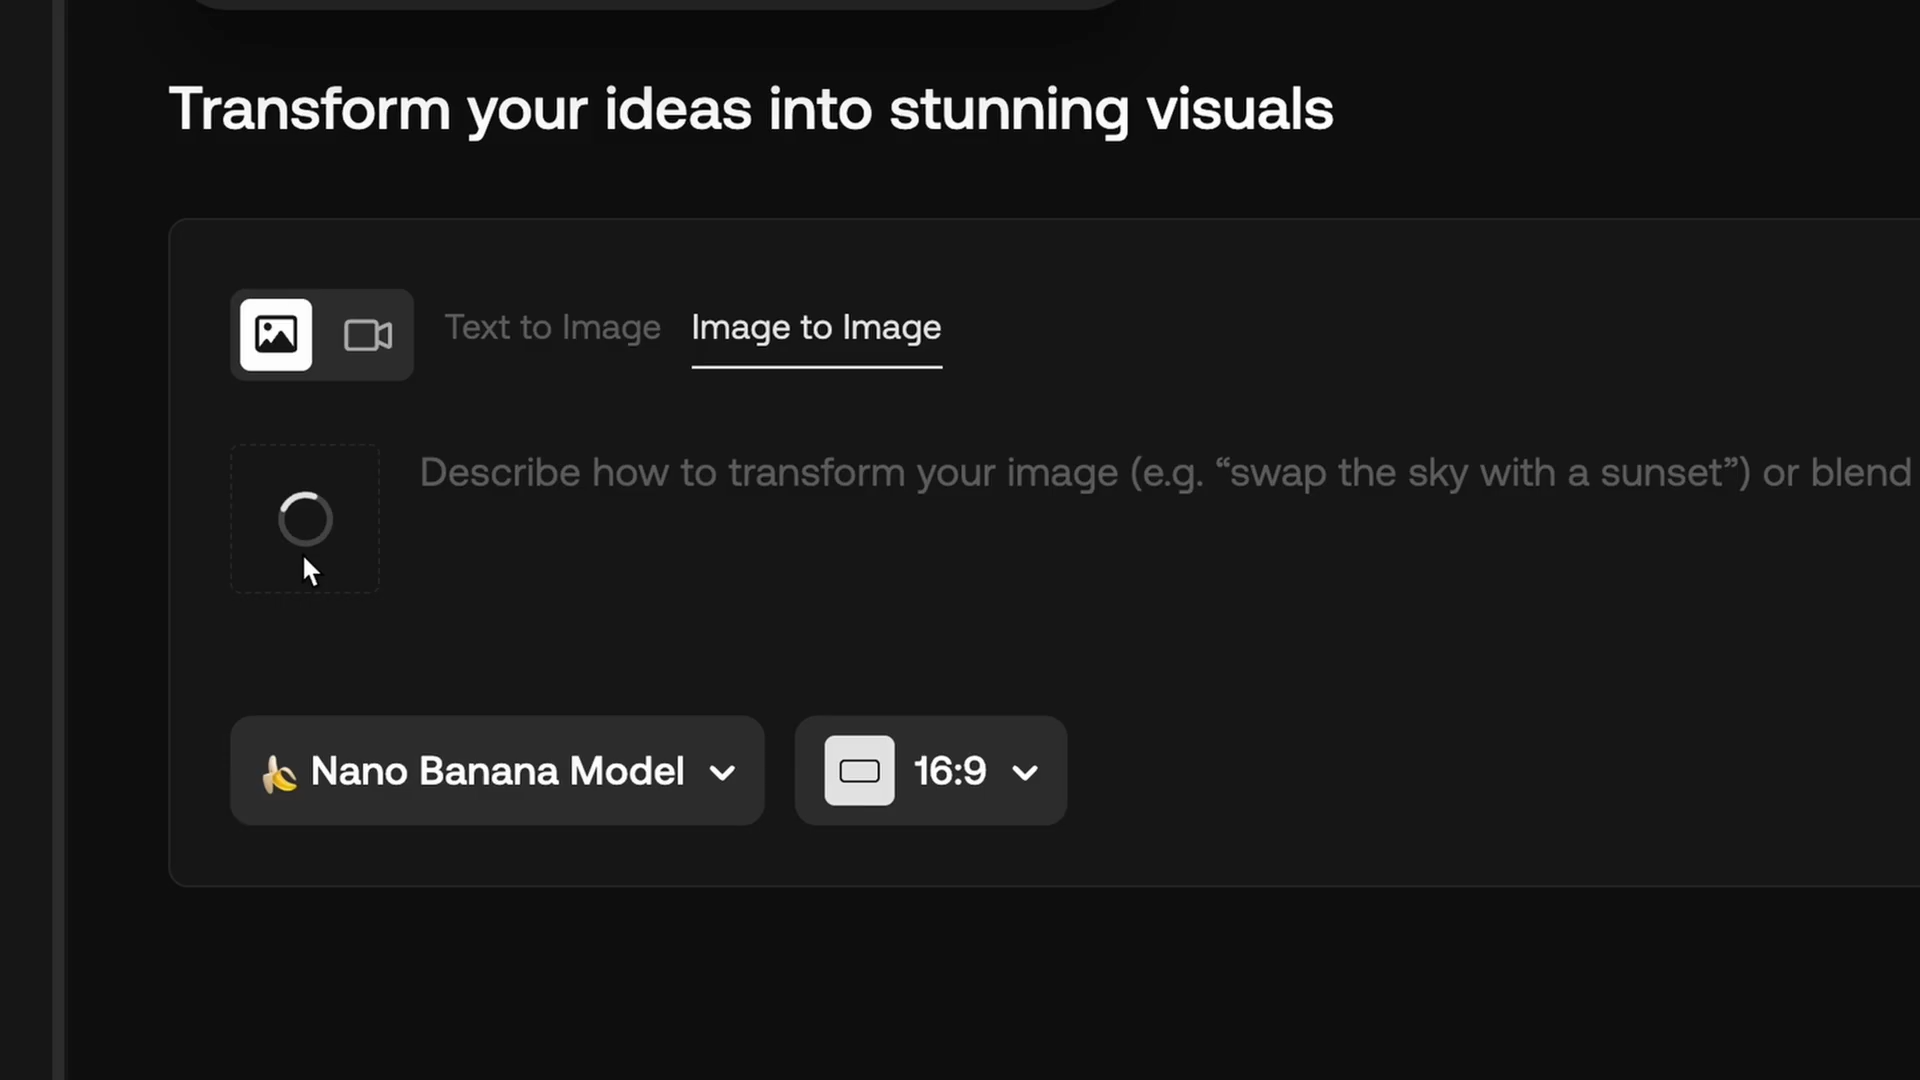 Transform your ideas into stunning visuals
Text to Image
Image to Image
Describe how to transform your image (e.g. “swap the sky with a sunset”) or blend
Nano Banana Model
16:9